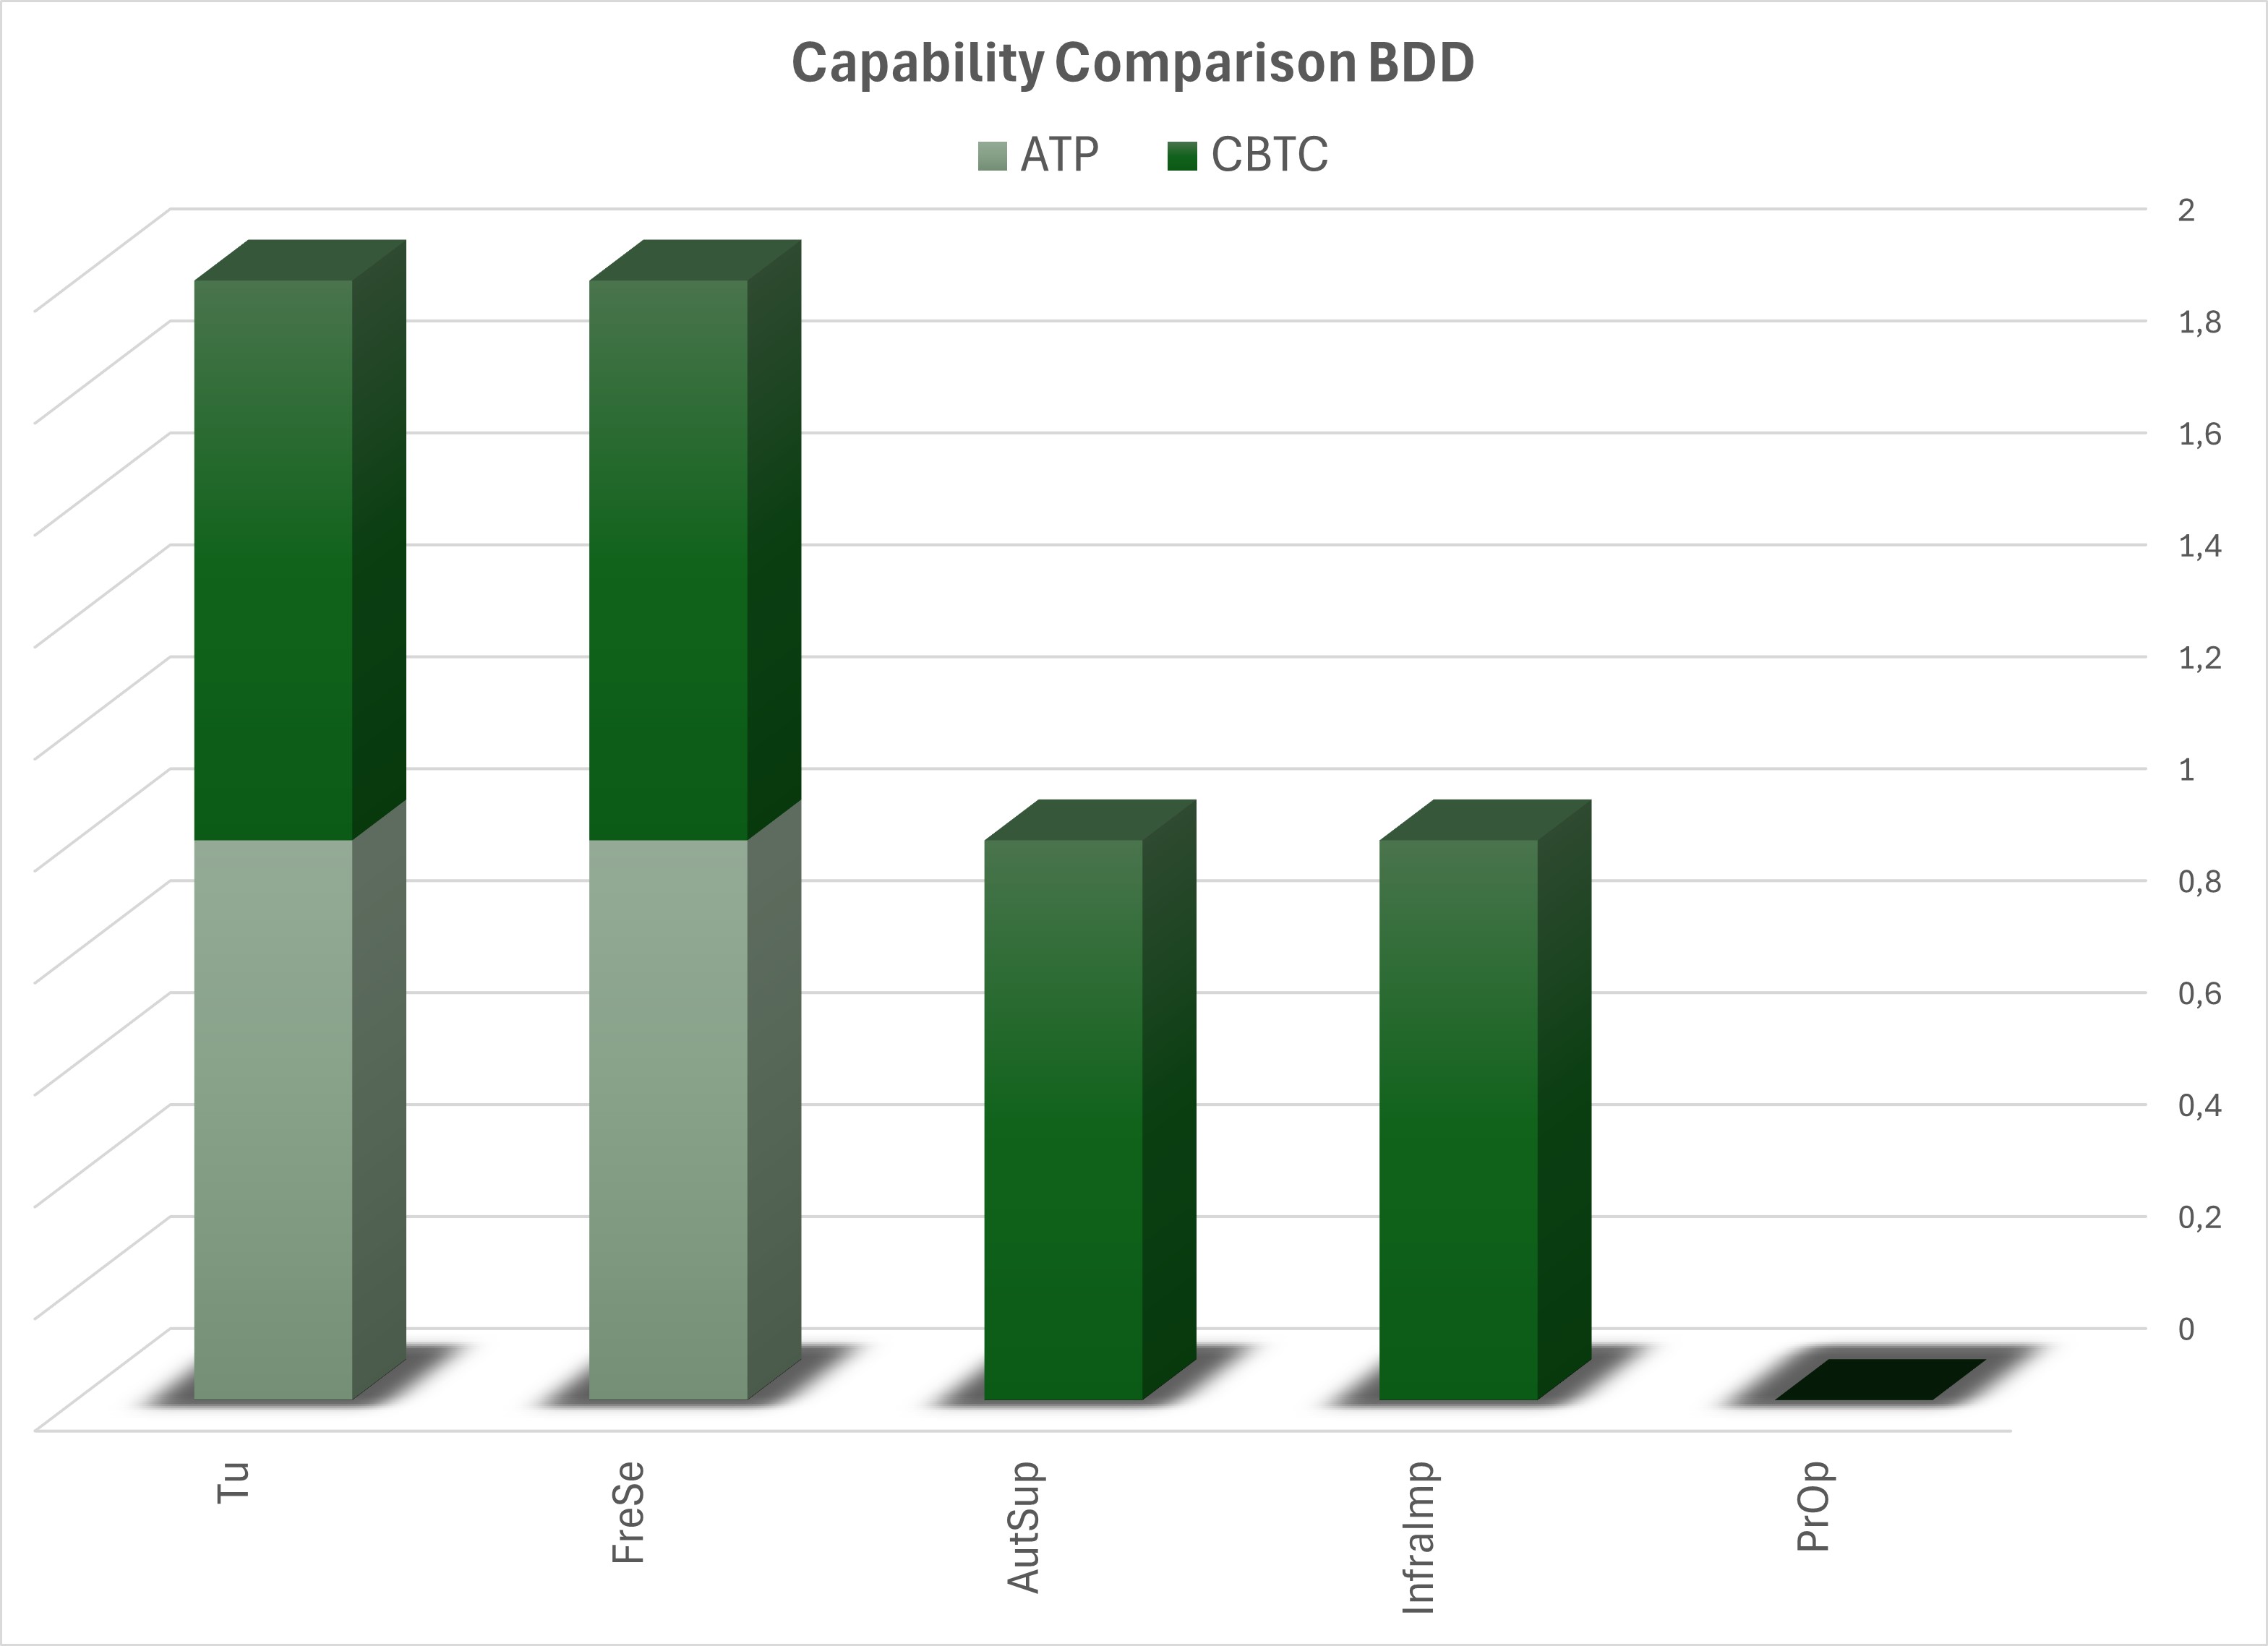 Capability Comparison BDD
ATP CBTC
2
1,8
1,6
1,4
1,2
1
0,8
0,6
0,4
0,2
0
Tu
FreSe
AutSup
InfraImp
PrOp